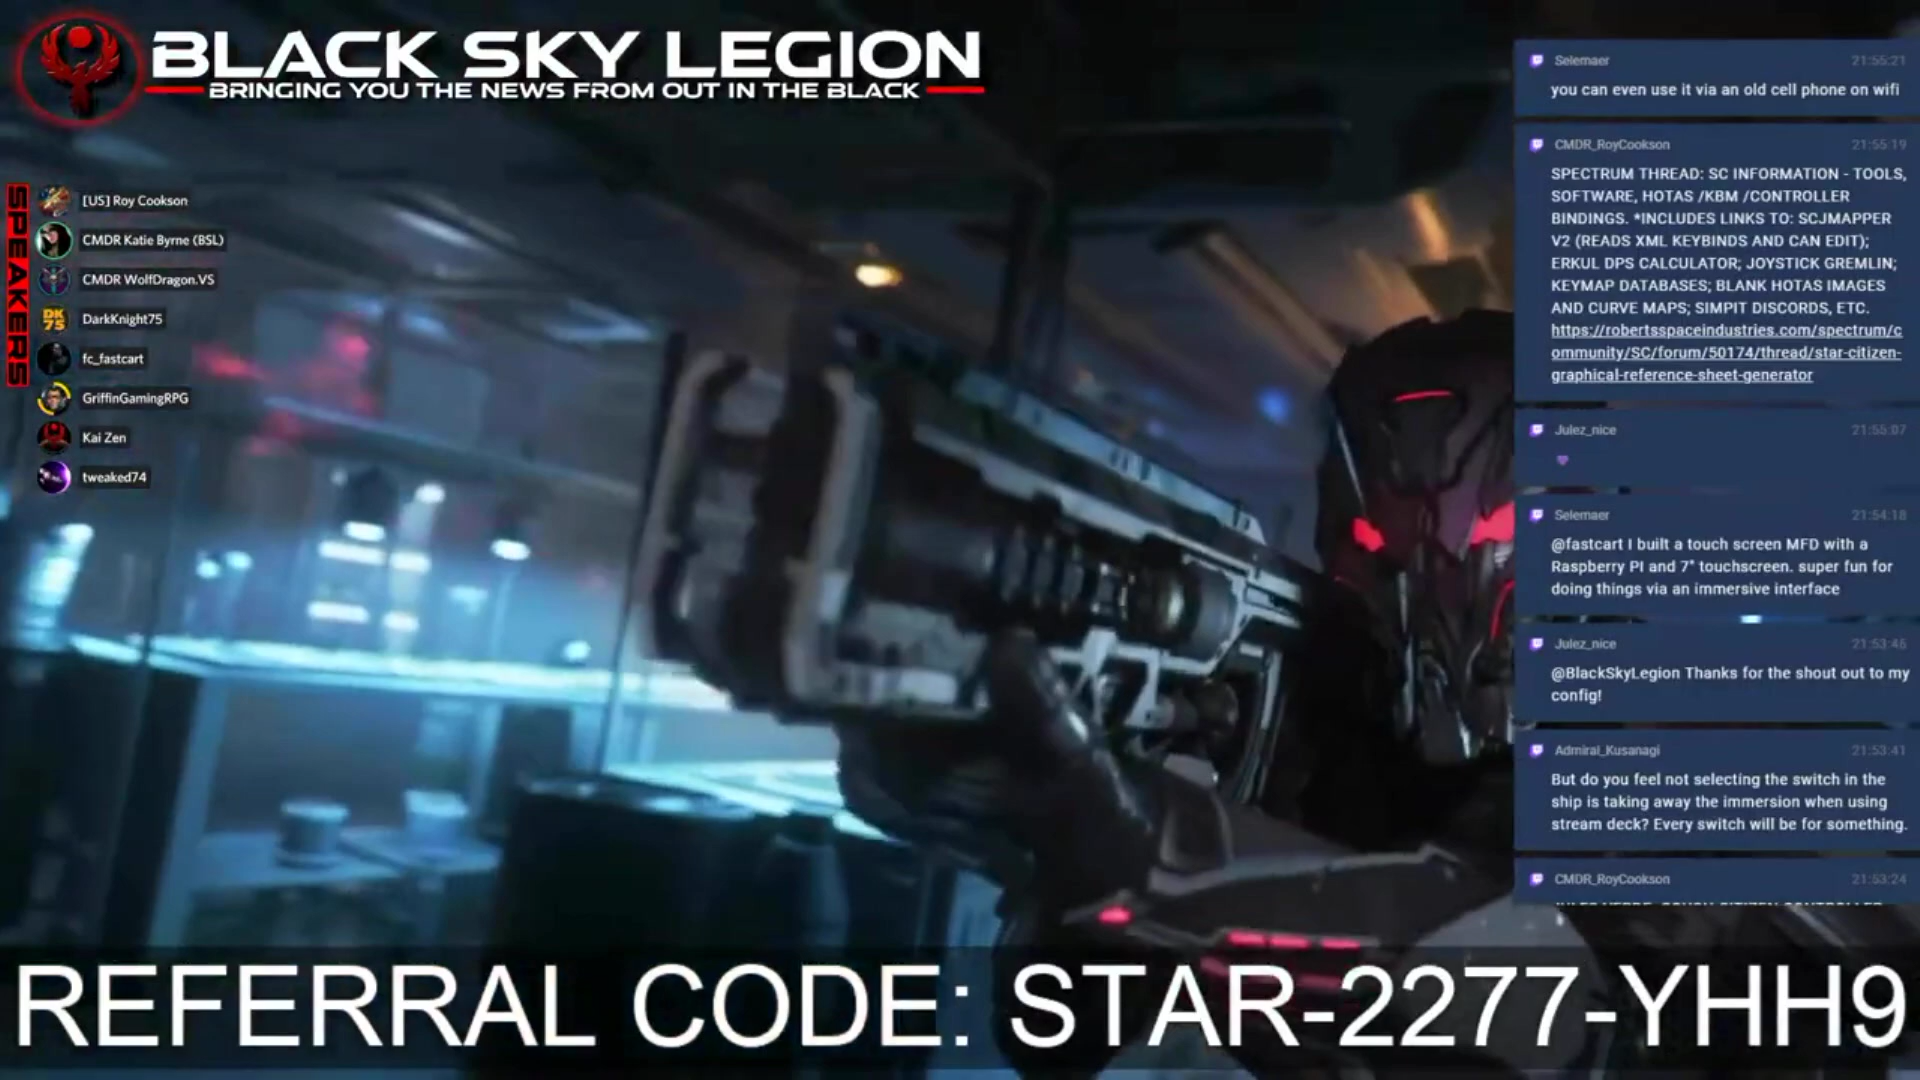 BLACK SKY LEGION
BRINGING YOU THE NEWS FROM OUT IN THE BLACK
SPEAKERS
[US] Roy Cookson
CMDR Katie Byrne (BSL)
CMDR WolfDragon.VS
DK75
DarkKnight75
fc_fastcart
GriffinGamingRPG
Kai Zen
tweaked74
Selemaer 21:55:21
you can even use it via an old cell phone on wifi
CMDR_RoyCookson 21:55:19
SPECTRUM THREAD: SC INFORMATION - TOOLS,
SOFTWARE, HOTAS /KBM /CONTROLLER
BINDINGS. *INCLUDES LINKS TO: SCJMAPPER
V2 (READS XML KEYBINDS AND CAN EDIT);
ERKUL DPS CALCULATOR; JOYSTICK GREMLIN;
KEYMAP DATABASES; BLANK HOTAS IMAGES
AND CURVE MAPS; SIMPIT DISCORDS, ETC.
https://robertsspaceindustries.com/spectrum/c
ommunity/SC/forum/50174/thread/star-citizen-
graphical-reference-sheet-generator
Julez_nice 21:55:07
Selemaer 21:54:18
@fastcart I built a touch screen MFD with a
Raspberry PI and 7" touchscreen. super fun for
doing things via an immersive interface
Julez_nice 21:53:46
@BlackSkyLegion Thanks for the shout out to my
config!
Admiral_Kusanagi 21:53:41
But do you feel not selecting the switch in the
ship is taking away the immersion when using
stream deck? Every switch will be for something.
CMDR_RoyCookson 21:53:24
REFERRAL CODE: STAR-2277-YHH9